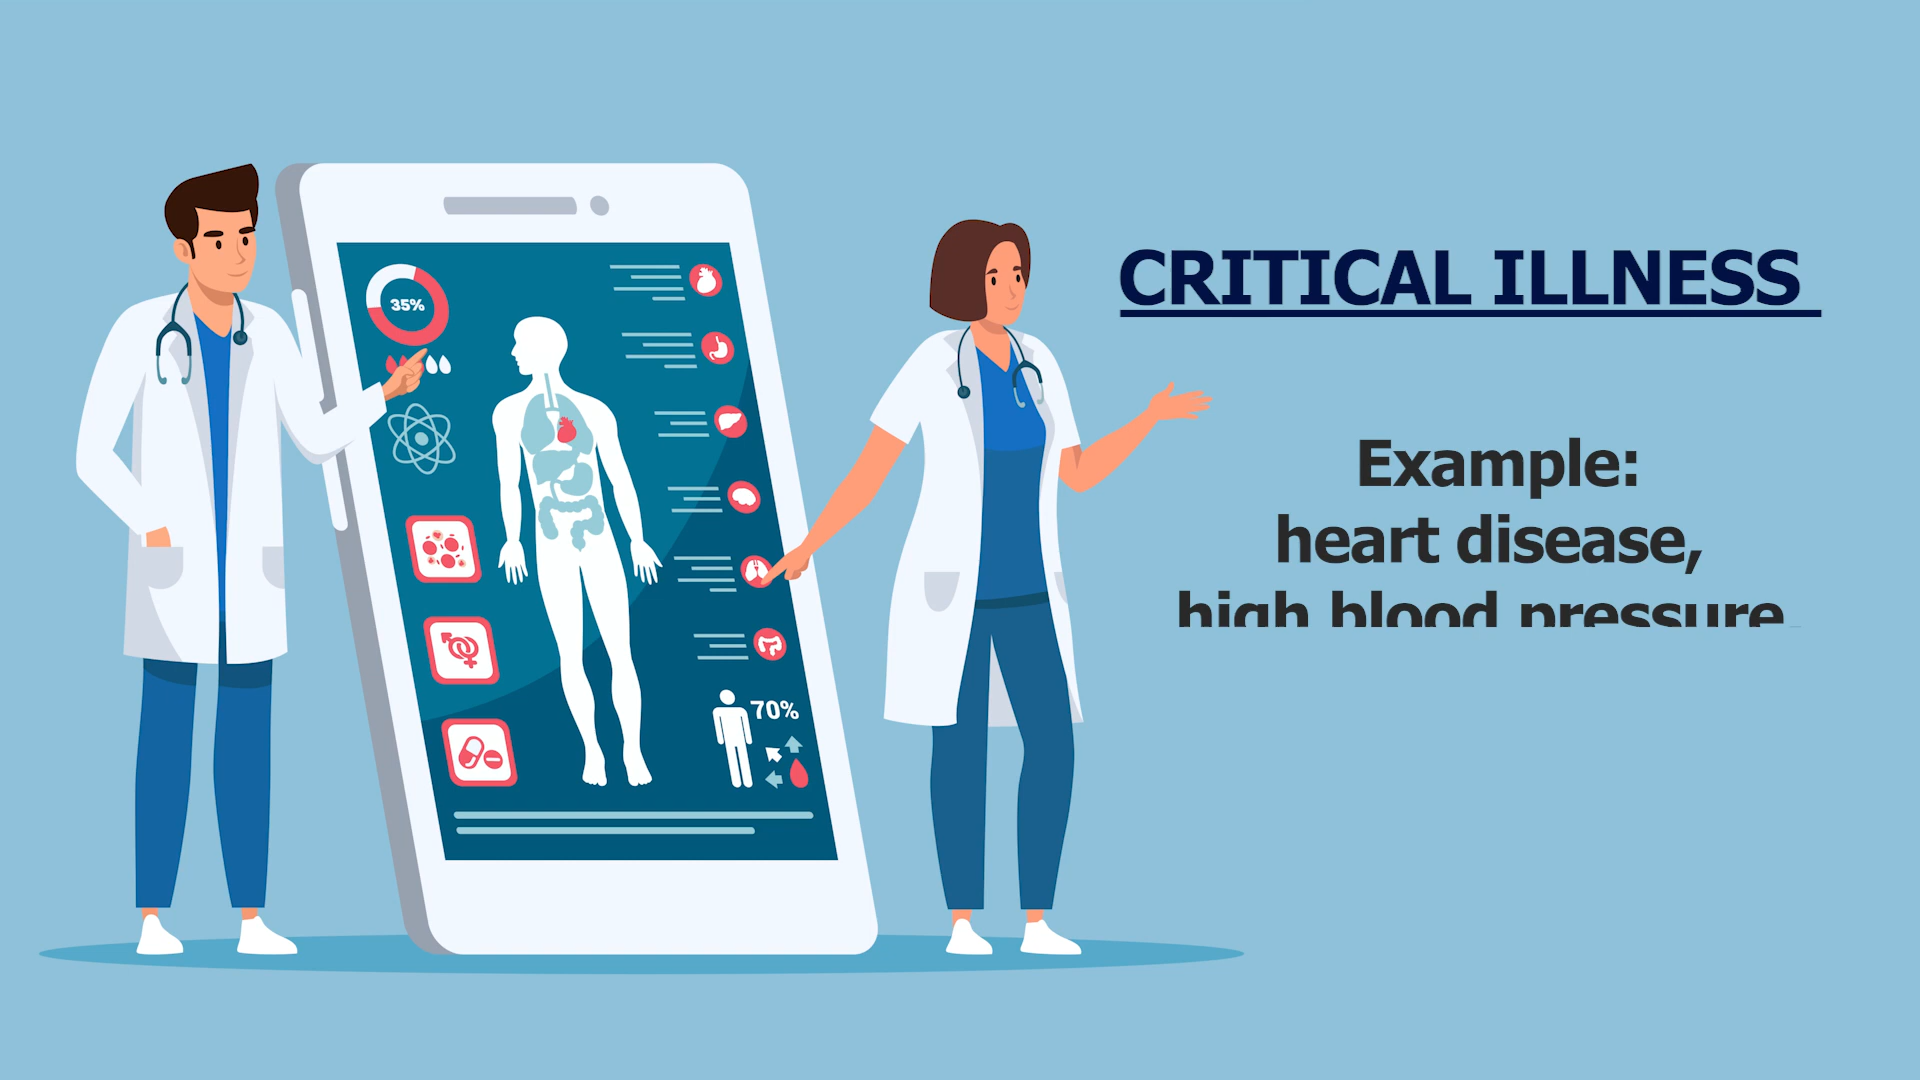 CRITICAL ILLNESS
Example:
heart disease,
high blood pressure
35%
70%